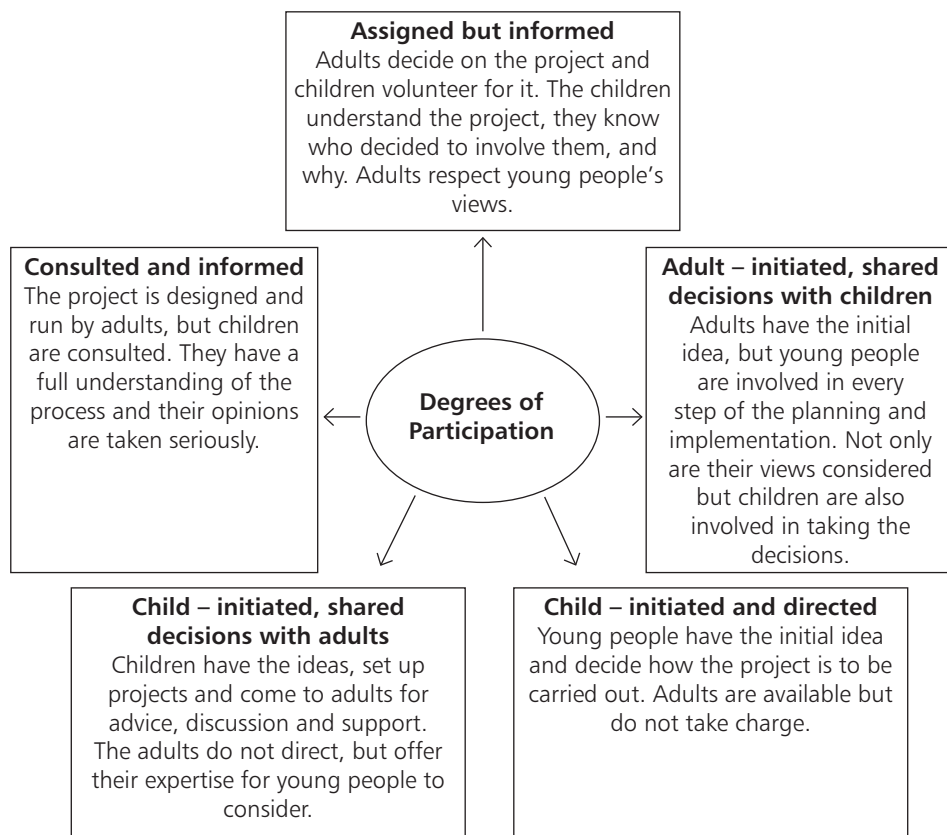 Assigned but informed
Adults decide on the project and
children volunteer for it. The children
understand the project, they know
who decided to involve them, and
why. Adults respect young people’s
views.
Consulted and informed
The project is designed and
run by adults, but children
are consulted. They have a
full understanding of the
process and their opinions
are taken seriously.
Degrees of
Participation
Adult – initiated, shared
decisions with children
Adults have the initial
idea, but young people
are involved in every
step of the planning and
implementation. Not only
are their views considered
but children are also
involved in taking the
decisions.
Child – initiated, shared
decisions with adults
Children have the ideas, set up
projects and come to adults for
advice, discussion and support.
The adults do not direct, but offer
their expertise for young people to
consider.
Child – initiated and directed
Young people have the initial idea
and decide how the project is to be
carried out. Adults are available but
do not take charge.